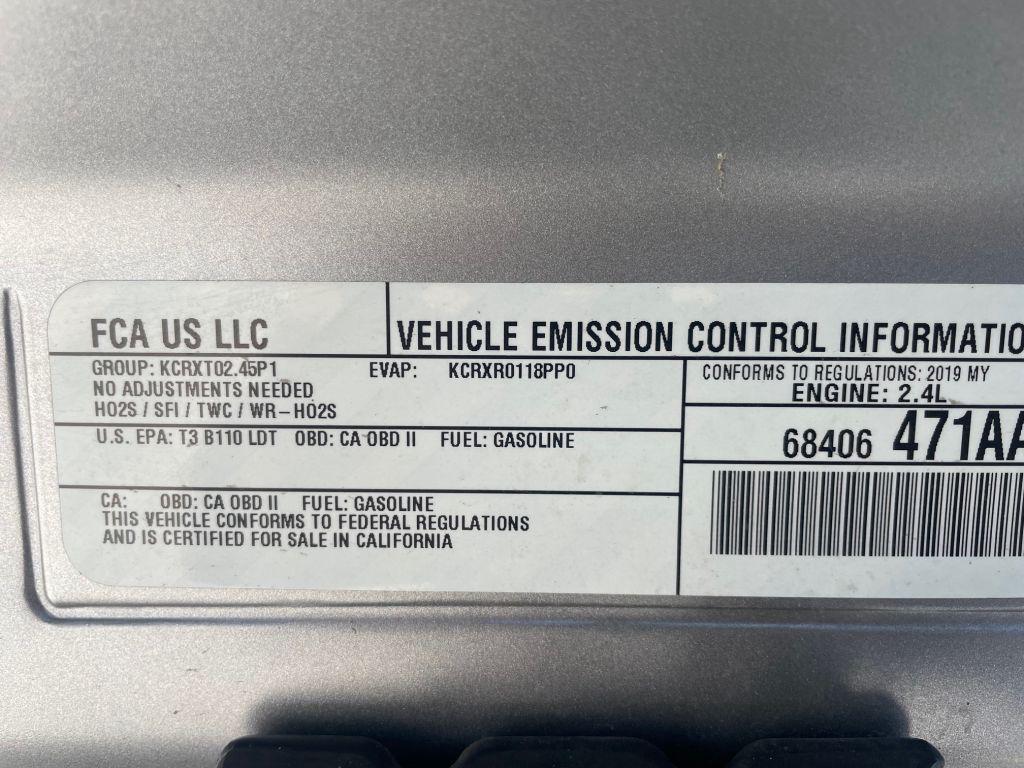 FCA US LLC
VEHICLE EMISSION CONTROL INFORMATIO
GROUP: KCRXT02.45P1 EVAP: KCRXR0118PP0
NO ADJUSTMENTS NEEDED
HO2S / SFI / TWC / WR-HO2S
CONFORMS TO REGULATIONS: 2019 MY
ENGINE: 2.4L
U.S. EPA: T3 B110 LDT OBD: CA OBD II FUEL: GASOLINE
68406 471AA
CA: OBD: CA OBD II FUEL: GASOLINE
THIS VEHICLE CONFORMS TO FEDERAL REGULATIONS
AND IS CERTIFIED FOR SALE IN CALIFORNIA